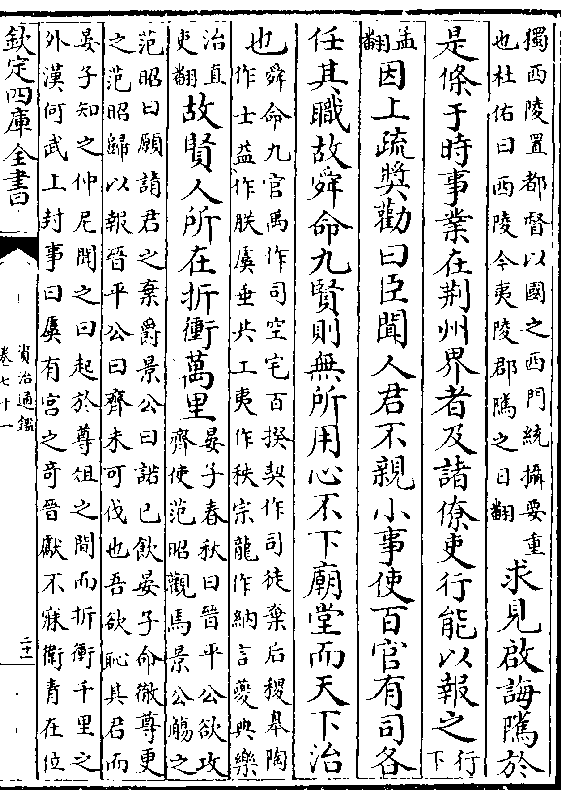 獨西陵置都督以國之西門統攝要重
也杜佑曰西陵今夷陵郡隲之日翻
求見啟誨隲於
是條于時事業在荆州界者及諸僚吏行能以報之
行下
孟翻
因上疏奬勸曰臣聞人君不親小事使百官有司各
任其職故舜命九賢則無所用心不下廟堂而天下治
也舜命九官禹作司空宅百揆契作司徒棄后稷臯陶
作士益作朕虞垂共工夷作秩宗龍作納言夔典樂
治直
吏翻
故賢人所在折衝萬里
晏子春秋曰晉平公欲攻
齊使范昭觀焉景公觴之
范昭曰願請君之棄爵景公曰諾已飲晏子命徹尊更
之范昭歸以報晉平公曰齊未可伐也吾欲恥其君而
晏子知之仲尼聞之曰起於尊俎之間而折衝千里之
外漢何武上封事曰虞有宫之奇晉獻不寐衛青在位
欽定四庫全書
資治通鑑
卷七十一
二十一